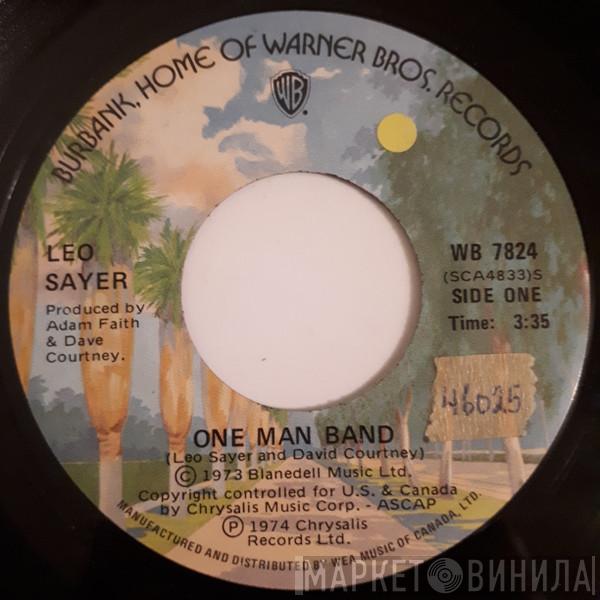 BURBANK, HOME OF WARNER BROS. RECORDS
WB
LEO
SAYER
Produced by
Adam Faith
& Dave
Courtney.
WB 7824
(SCA4833)S
SIDE ONE
Time: 3:35
46025
ONE MAN BAND
(Leo Sayer and David Courtney)
© 1973 Blanedell Music Ltd.
Copyright controlled for U.S. & Canada
by Chrysalis Music Corp. - ASCAP
℗ 1974 Chrysalis
Records Ltd.
MANUFACTURED AND DISTRIBUTED BY WEA MUSIC OF CANADA, LTD.
МАРКЕТ ВИНИЛА